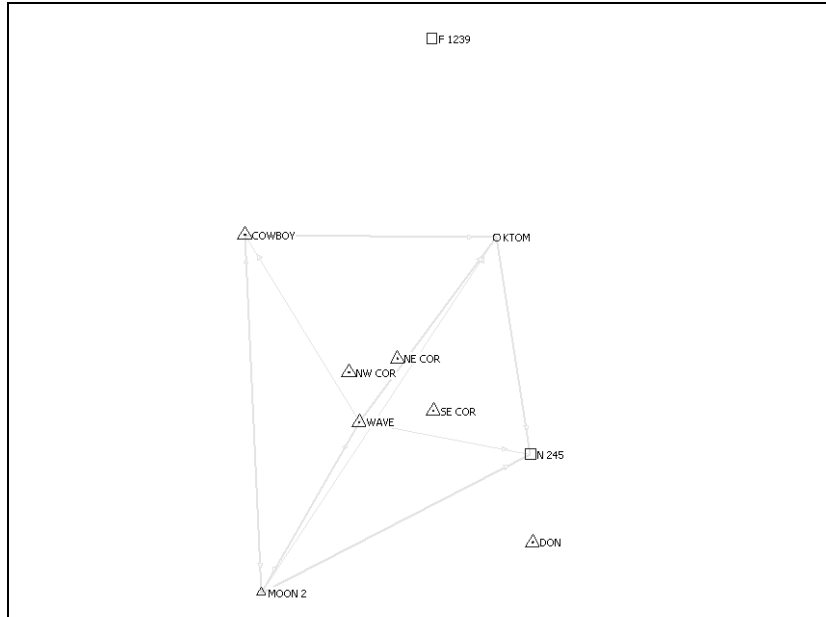 F 1239
COWBOY
KTOM
NE COR
NW COR
SE COR
WAVE
N 245
DON
MOON 2